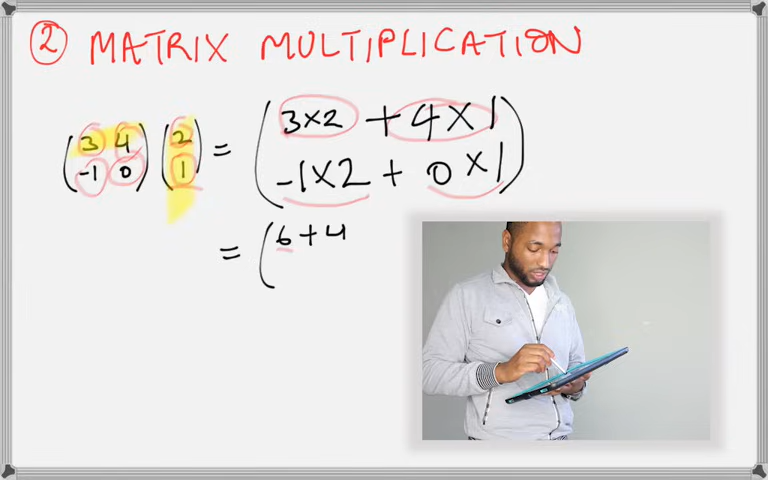 ② MATRIX MULTIPLICATION
(3 4) (2) = (3×2 + 4×1)
(-1 0) (1) (-1×2 + 0×1)
= (6+4